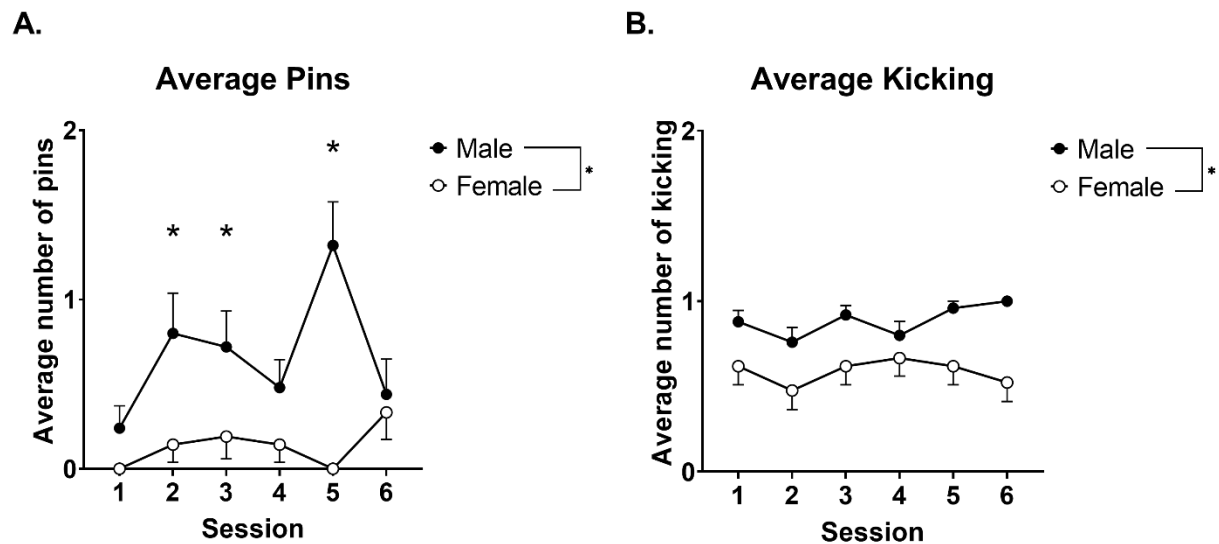 A.
Average Pins
Average number of pins
2
1
0
*
*
*
Male
Female
*
1 2 3 4 5 6
Session
B.
Average Kicking
Average number of kicking
2
1
0
Male
Female
*
1 2 3 4 5 6
Session